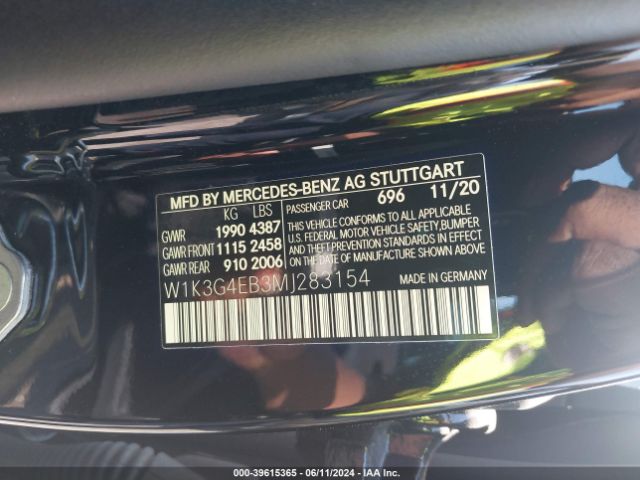 MFD BY MERCEDES-BENZ AG STUTTGART
KG LBS PASSENGER CAR 696 11/20
GVWR 1990 4387
GAWR FRONT 1115 2458
GAWR REAR 910 2006
THIS VEHICLE CONFORMS TO ALL APPLICABLE
U.S. FEDERAL MOTOR VEHICLE SAFETY,BUMPER
AND THEFT PREVENTION STANDARDS IN EFFECT
ON THE DATE OF MANUFACTURE SHOWN ABOVE
W1K3G4EB3MJ283154 MADE IN GERMANY
000-39615365 - 06/11/2024 - IAA Inc.